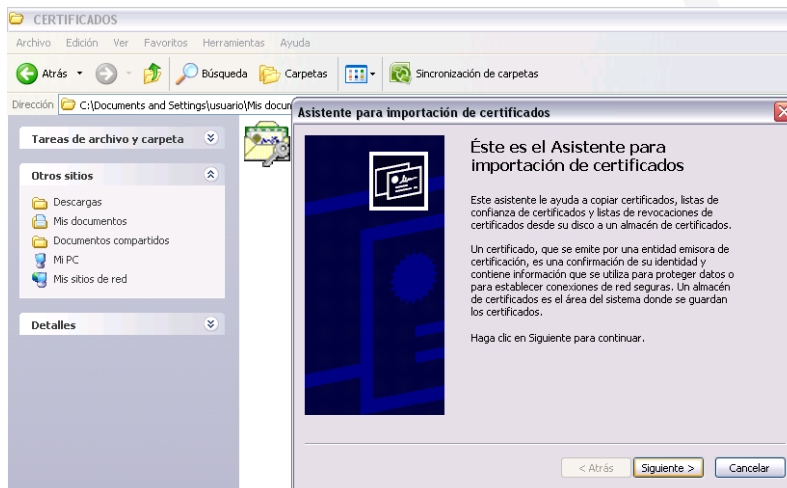 CERTIFICADOS
Archivo Edición Ver Favoritos Herramientas Ayuda
Atrás Búsqueda Carpetas Sincronización de carpetas
Dirección C:\Documents and Settings\usuario\Mis docun
Asistente para importación de certificados
Tareas de archivo y carpeta
Otros sitios
Descargas
Mis documentos
Documentos compartidos
Mi PC
Mis sitios de red
Detalles
Éste es el Asistente para
importación de certificados
Este asistente le ayuda a copiar certificados, listas de
confianza de certificados y listas de revocaciones de
certificados desde su disco a un almacén de certificados.
Un certificado, que se emite por una entidad emisora de
certificación, es una confirmación de su identidad y
contiene información que se utiliza para proteger datos o
para establecer conexiones de red seguras. Un almacén
de certificados es el área del sistema donde se guardan
los certificados.
Haga clic en Siguiente para continuar.
< Atrás Siguiente > Cancelar